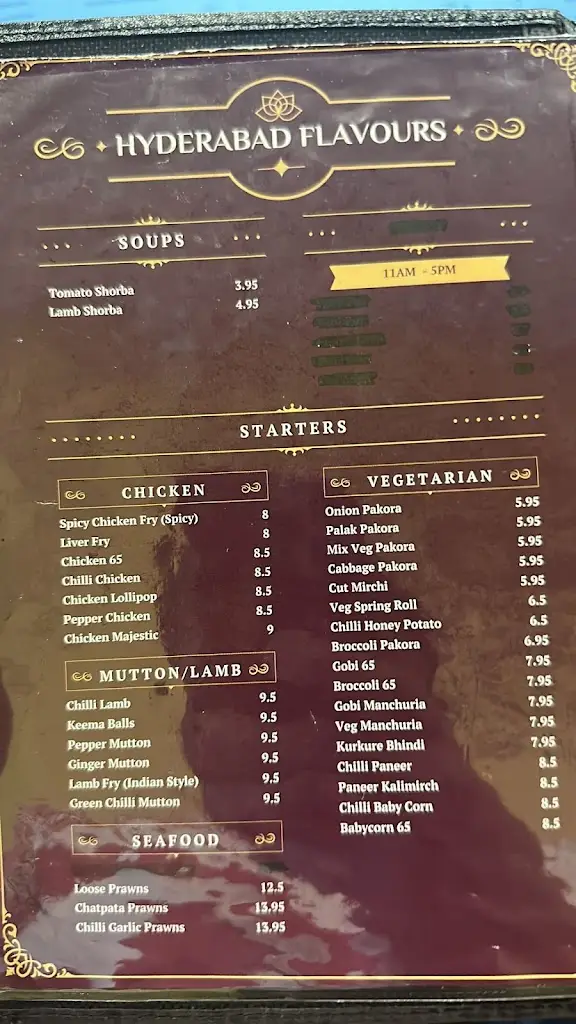 HYDERABAD FLAVOURS
SOUPS
Tomato Shorba 3.95
Lamb Shorba 4.95
11AM - 5PM
STARTERS
CHICKEN
Spicy Chicken Fry (Spicy) 8
Liver Fry 8
Chicken 65 8.5
Chilli Chicken 8.5
Chicken Lollipop 8.5
Pepper Chicken 8.5
Chicken Majestic 9
MUTTON/LAMB
Chilli Lamb 9.5
Keema Balls 9.5
Pepper Mutton 9.5
Ginger Mutton 9.5
Lamb Fry (Indian Style) 9.5
Green Chilli Mutton 9.5
SEAFOOD
Loose Prawns 12.5
Chatpata Prawns 13.95
Chilli Garlic Prawns 13.95
VEGETARIAN
Onion Pakora 5.95
Palak Pakora 5.95
Mix Veg Pakora 5.95
Cabbage Pakora 5.95
Cut Mirchi 5.95
Veg Spring Roll 6.5
Chilli Honey Potato 6.5
Broccoli Pakora 6.95
Gobi 65 7.95
Broccoli 65 7.95
Gobi Manchuria 7.95
Veg Manchuria 7.95
Kurkure Bhindi 7.95
Chilli Paneer 8.5
Paneer Kalimirch 8.5
Chilli Baby Corn 8.5
Babycorn 65 8.5